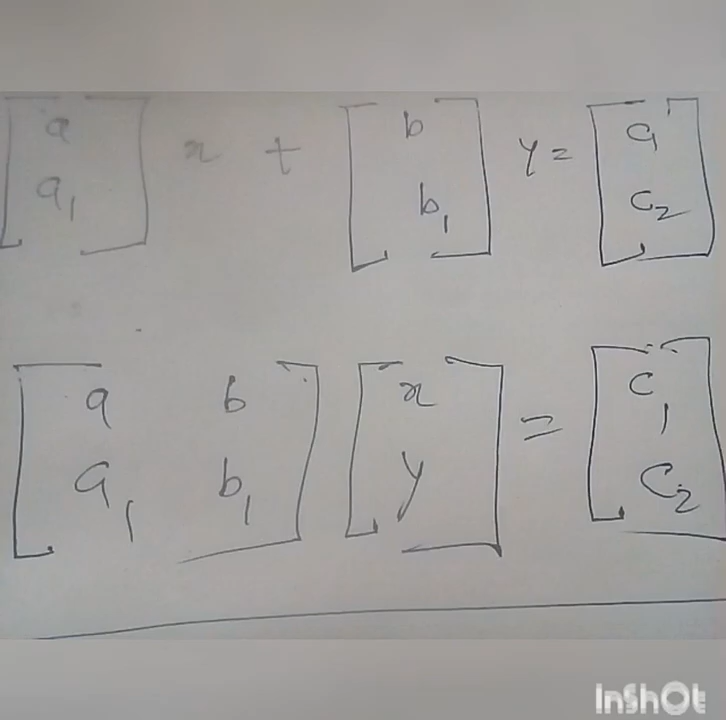 [a a₁] x + [b b₁] y = [c₁ c₂]
[a b a₁ b₁] [x y] = [c₁ c₂]
InShOt